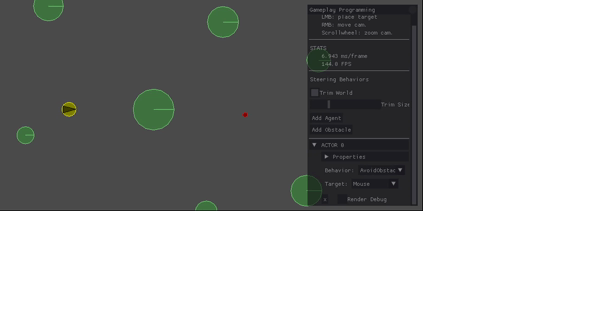 Gameplay Programming
LMB: place target
RMB: move cam.
Scrollwheel: zoom cam.
STATS
6.943 ms/frame
144.0 FPS
Steering Behaviors
Trim World
Trim Size
Add Agent
Add Obstacle
ACTOR 0
Properties
Behavior: AvoidObstac
Target: Mouse
x Render Debug